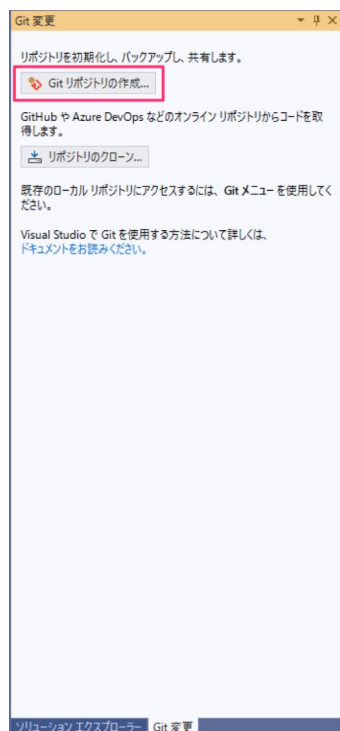 Git 変更
リポジトリを初期化し、バックアップし、共有します。
Git リポジトリの作成...
GitHub や Azure DevOps などのオンライン リポジトリからコードを取
得します。
リポジトリのクローン...
既存のローカル リポジトリにアクセスするには、Git メニュー を使用してく
ださい。
Visual Studio で Git を使用する方法について詳しくは、
ドキュメントをお読みください。
ソリューション エクスプローラー Git 変更